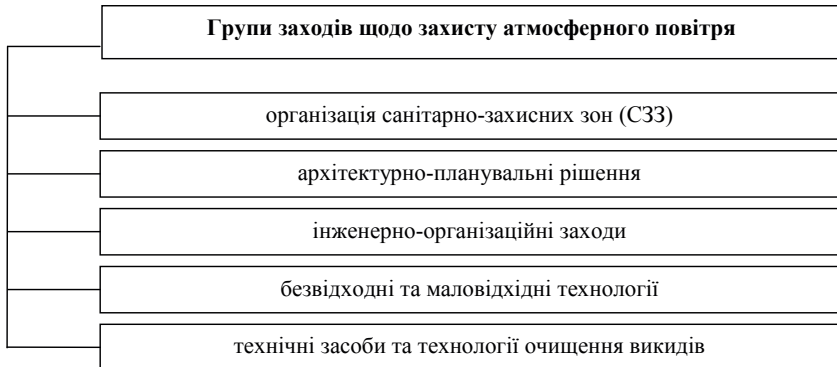 Групи заходів щодо захисту атмосферного повітря
організація санітарно-захисних зон (СЗЗ)
архітектурно-планувальні рішення
інженерно-організаційні заходи
безвідходні та маловідхідні технології
технічні засоби та технології очищення викидів